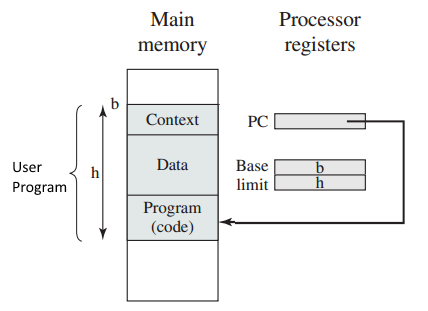 Main
memory
Processor
registers
b
Context
PC
Data
Base
limit
b
h
User
Program
h
Program
(code)